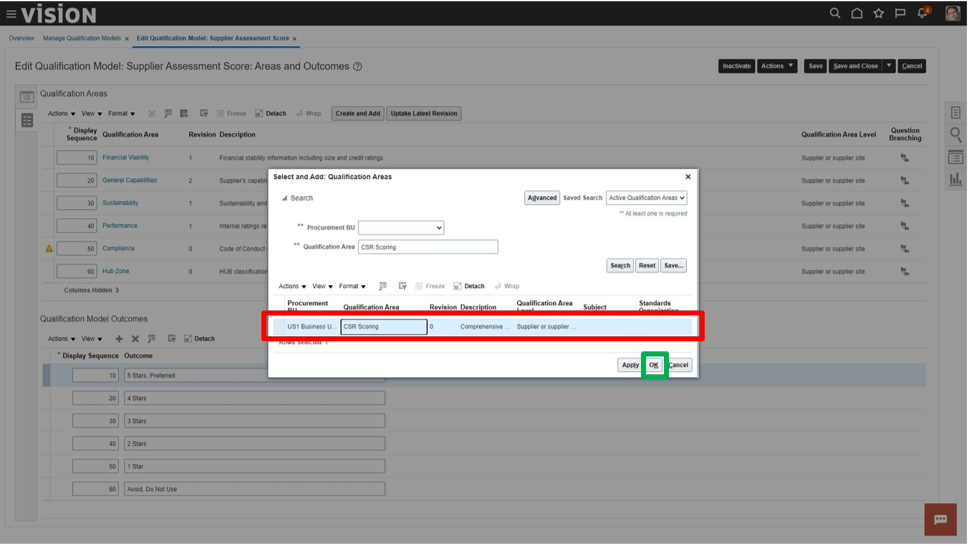 VISION
6
Overview Manage Qualification Models × Edit Qualification Model: Supplier Assessment Score ×
Edit Qualification Model: Supplier Assessment Score: Areas and Outcomes
Inactivate Actions Save Save and Close Cancel
Qualification Areas
Actions View Format Freeze Detach Wrap Create and Add Uptake Latest Revision
* Display Sequence Qualification Area Revision Description Qualification Area Level Question Branching
10 Financial Viability 1 Financial stability information including size and credit ratings Supplier or supplier site
20 General Capabilities 2 Supplier's capabil Supplier or supplier site
30 Sustainability 1 Sustainability and Supplier or supplier site
40 Performance 1 Internal ratings re Supplier or supplier site
50 Compliance 0 Code of Conduct Supplier or supplier site
60 Hub Zone 0 HUB classification Supplier or supplier site
Columns Hidden 3
Qualification Model Outcomes
Actions View Detach
* Display Sequence Outcome
10 5 Stars, Preferred
20 4 Stars
30 3 Stars
40 2 Stars
50 1 Star
60 Avoid, Do Not Use
Select and Add: Qualification Areas ×
Search Advanced Saved Search Active Qualification Areas
** At least one is required
** Procurement BU
** Qualification Area CSR Scoring
Search Reset Save...
Actions View Format Freeze Detach Wrap
Procurement BU Qualification Area Revision Description Qualification Area Level Subject Standards Organization
US1 Business U... CSR Scoring 0 Comprehensive ... Supplier or supplier ...
Rows Selected 1
Apply OK Cancel